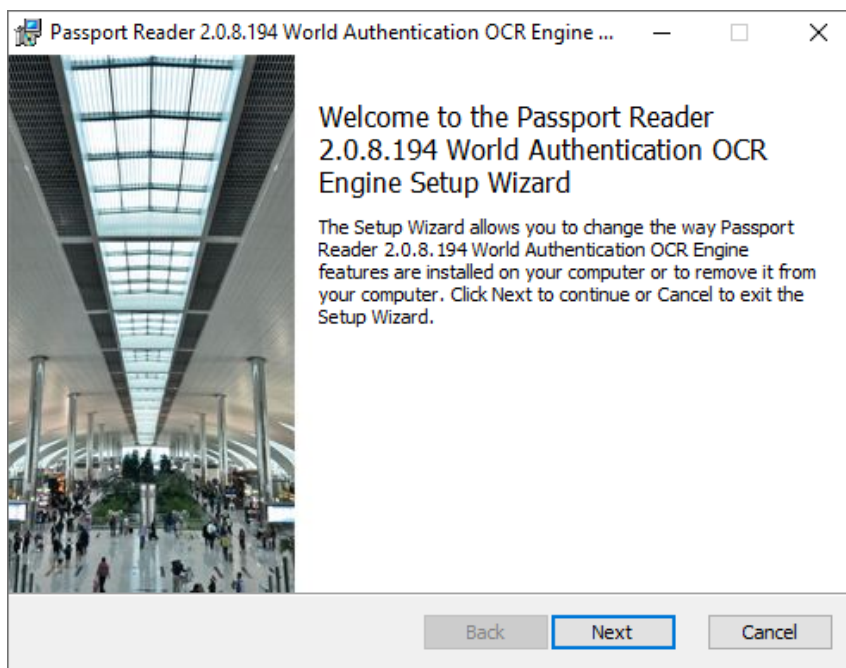 Passport Reader 2.0.8.194 World Authentication OCR Engine ...
Welcome to the Passport Reader
2.0.8.194 World Authentication OCR
Engine Setup Wizard
The Setup Wizard allows you to change the way Passport
Reader 2.0.8.194 World Authentication OCR Engine
features are installed on your computer or to remove it from
your computer. Click Next to continue or Cancel to exit the
Setup Wizard.
Back
Next
Cancel